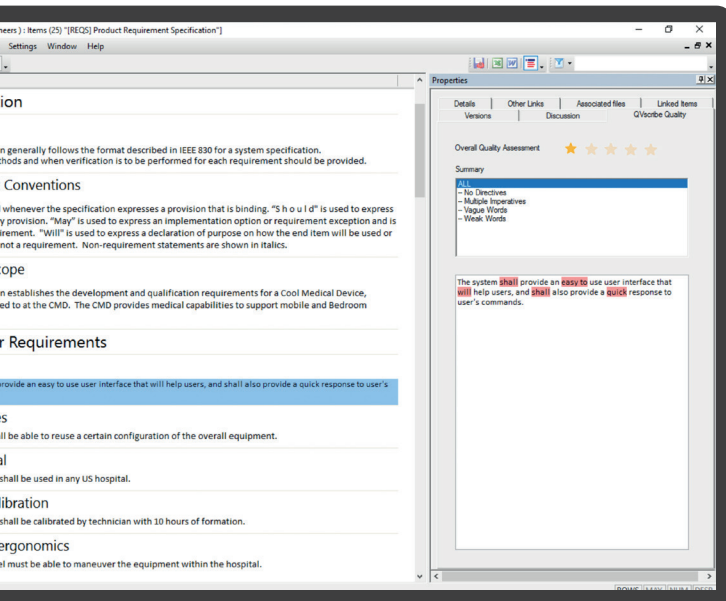 neers ) : Items (25) "[REQS] Product Requirement Specification"]
Settings Window Help
Properties
ion
Details Other Links Associated files Linked Items
Versions Discussion QVscribe Quality
n generally follows the format described in IEEE 830 for a system specification.
thods and when verification is to be performed for each requirement should be provided.
Overall Quality Assessment
Summary
ALL
– No Directives
– Multiple Imperatives
– Vague Words
– Weak Words
Conventions
d whenever the specification expresses a provision that is binding. “S h o u l d" is used to express
y provision. “May” is used to express an implementation option or requirement exception and is
irement. "Will" is used to express a declaration of purpose on how the end item will be used or
not a requirement. Non-requirement statements are shown in italics.
cope
n establishes the development and qualification requirements for a Cool Medical Device,
ed to at the CMD. The CMD provides medical capabilities to support mobile and Bedroom
The system shall provide an easy to use user interface that
will help users, and shall also provide a quick response to
user's commands.
r Requirements
provide an easy to use user interface that will help users, and shall also provide a quick response to user's
es
all be able to reuse a certain configuration of the overall equipment.
al
shall be used in any US hospital.
libration
shall be calibrated by technician with 10 hours of formation.
ergonomics
el must be able to maneuver the equipment within the hospital.